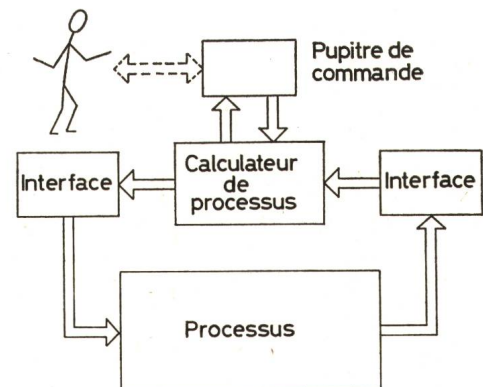 Pupitre de
commande
Interface
Calculateur
de
processus
Interface
Processus